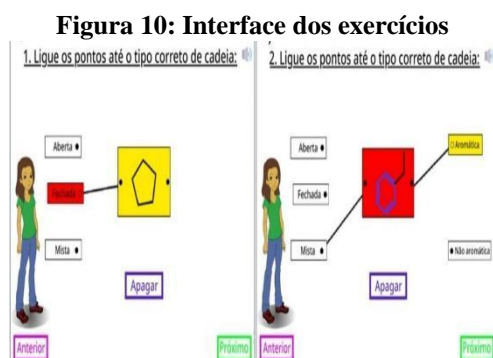 Figura 10: Interface dos exercícios
1. Ligue os pontos até o tipo correto de cadeia:
Aberta
Fechada
Mista
Apagar
Anterior
Próximo
2. Ligue os pontos até o tipo correto de cadeia:
Aberta
Fechada
Mista
Aromática
Não aromática
Apagar
Anterior
Próximo